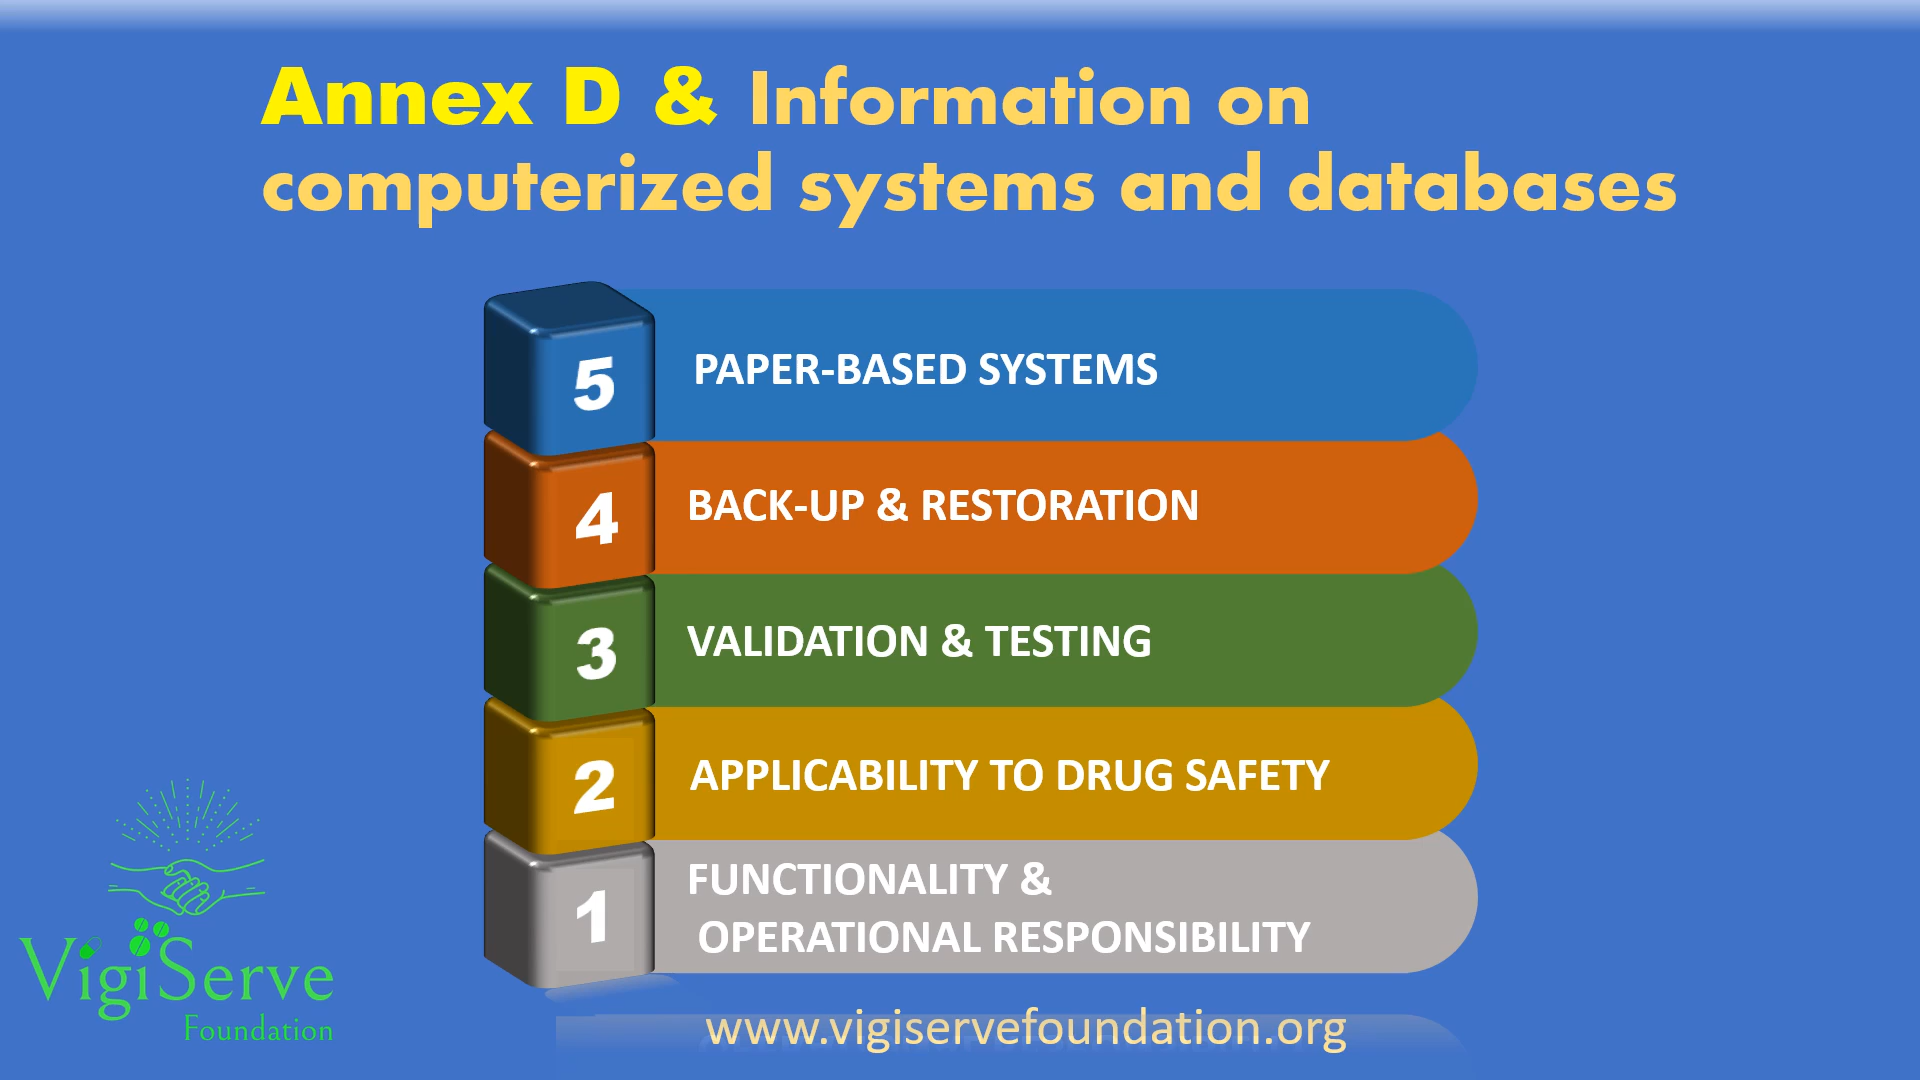 Annex D & Information on
computerized systems and databases
5
PAPER-BASED SYSTEMS
4
BACK-UP & RESTORATION
3
VALIDATION & TESTING
2
APPLICABILITY TO DRUG SAFETY
1
FUNCTIONALITY &
OPERATIONAL RESPONSIBILITY
VigiServe
Foundation
www.vigiservefoundation.org